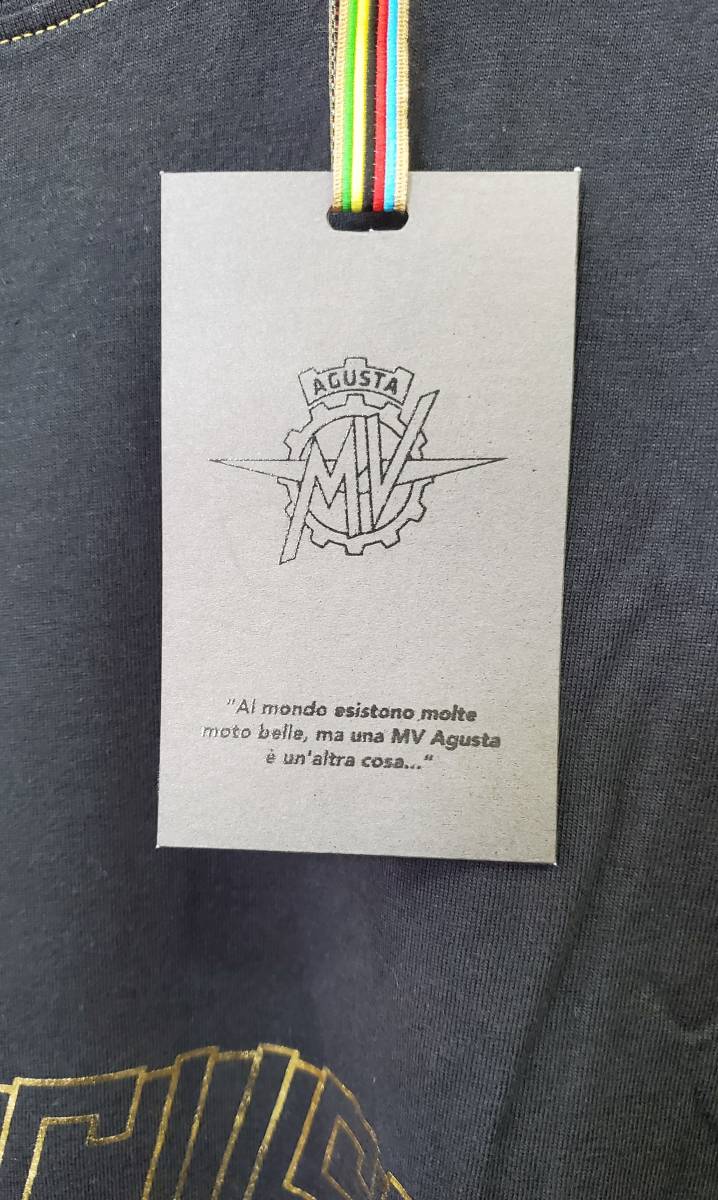 AGUSTA
MV
"Al mondo esistono molte
moto belle, ma una MV Agusta
è un'altra cosa..."